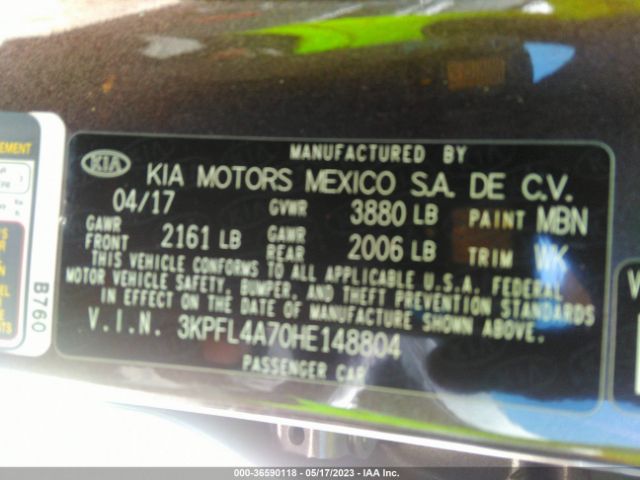 MANUFACTURED BY
KIA KIA MOTORS MEXICO S.A. DE C.V.
04/17 GVWR 3880 LB PAINT MBN
GAWR FRONT 2161 LB GAWR REAR 2006 LB TRIM WK
THIS VEHICLE CONFORMS TO ALL APPLICABLE U.S.A. FEDERAL
MOTOR VEHICLE SAFETY, BUMPER, AND THEFT PREVENTION STANDARDS
IN EFFECT ON THE DATE OF MANUFACTURE SHOWN ABOVE.
V.I.N. 3KPFL4A70HE148804
PASSENGER CAR
B760
000-36590118 - 05/17/2023 - IAA Inc.